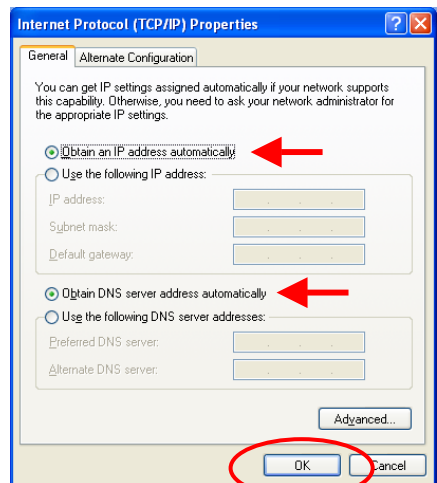 Internet Protocol (TCP/IP) Properties
General
Alternate Configuration
You can get IP settings assigned automatically if your network supports
this capability. Otherwise, you need to ask your network administrator for
the appropriate IP settings.
Obtain an IP address automatically
Use the following IP address:
IP address:
Subnet mask:
Default gateway:
Obtain DNS server address automatically
Use the following DNS server addresses:
Preferred DNS server:
Alternate DNS server:
Advanced...
OK
Cancel